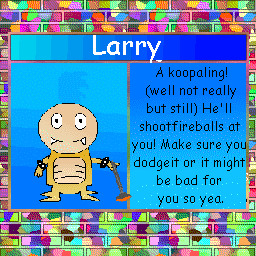 Larry
A koopaling!
(well not really
but still) He'll
shootfireballs at
you! Make sure you
dodgeit or it might
be bad for
you so yea.